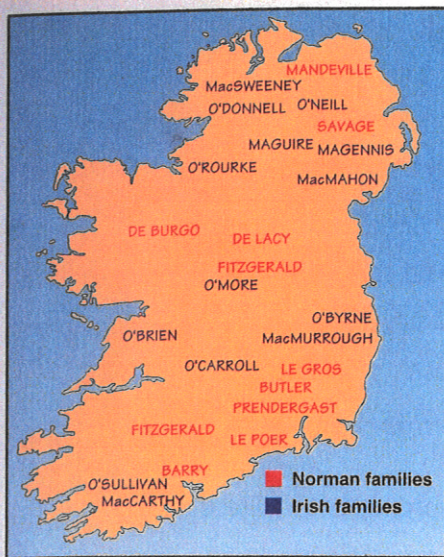 MANDEVILLE
MacSWEENEY
O'DONNELL O'NEILL
SAVAGE
MAGUIRE MAGENNIS
O'ROURKE
MacMAHON
DE BURGO
DE LACY
FITZGERALD
O'MORE
O'BYRNE
O'BRIEN
MacMURROUGH
O'CARROLL
LE GROS
BUTLER
PRENDERGAST
FITZGERALD
LE POER
BARRY
O'SULLIVAN
MacCARTHY
Norman families
Irish families